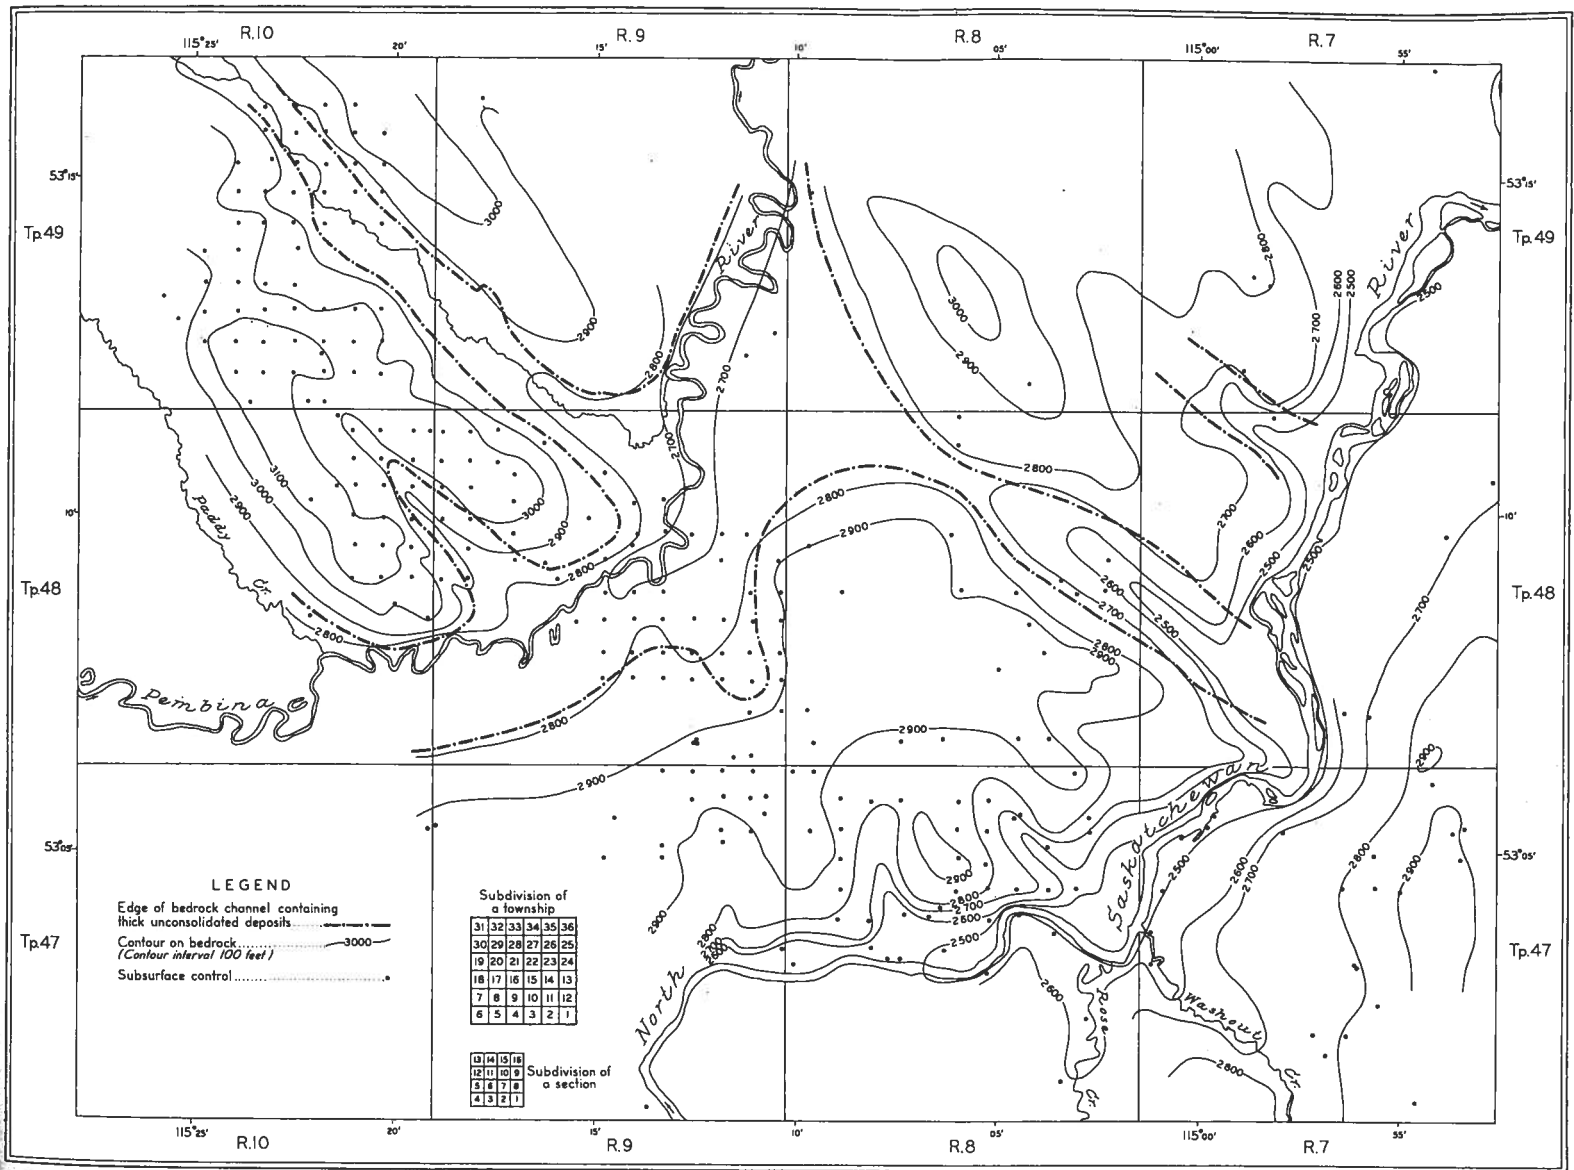 R.10 R.9 R.8 R.7
115°25' 20' 15' 10' 05' 115°00' 55'
53°15' 53°15'
Tp.49 Tp.49
10' 10'
Tp.48 Tp.48
53°05' 53°05'
Tp.47 Tp.47
3000
2900
2800
2700
River
3000
2900
2800
2800
2700
2600
2500
River
2500
2700
3100
3000
2900
Paddy
Cr.
2800
3000
2900
2800
Pembina
2800
2900
2800
2900
2700
2600
2500
2500
2600
2700
2500
2800
2900
2700
2900
2900
Saskatchewan
2500
2600
2700
2800
2900
2900
2800
2700
2600
2900
2800
2700
2600
2500
North
2600
Rose
Cr.
Washout
Cr.
2800
LEGEND
Edge of bedrock channel containing
thick unconsolidated deposits
Contour on bedrock 3000
(Contour interval 100 feet)
Subsurface control
Subdivision of
a township
31 32 33 34 35 36
30 29 28 27 26 25
19 20 21 22 23 24
18 17 16 15 14 13
7 8 9 10 11 12
6 5 4 3 2 1
13 14 15 16
12 11 10 9
5 6 7 8
4 3 2 1
Subdivision of
a section
115°25' 20' 15' 10' 05' 115°00' 55'
R.10 R.9 R.8 R.7